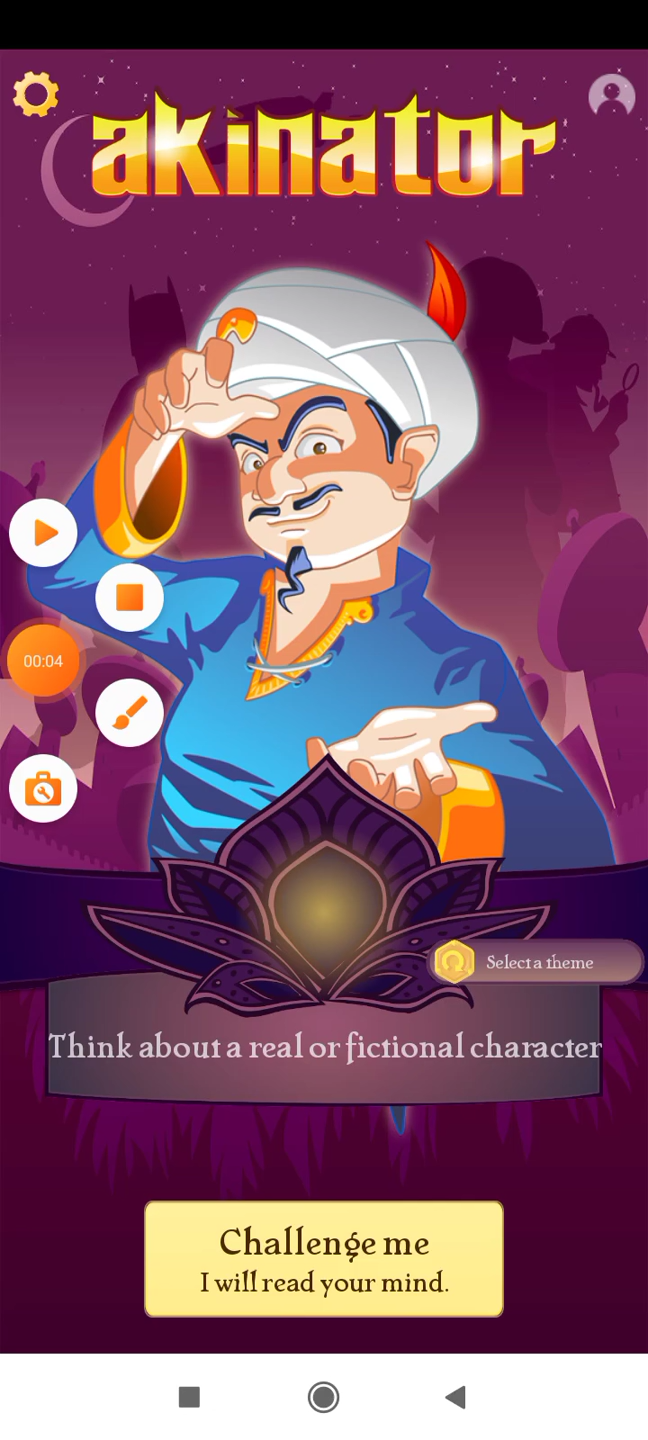 akinator
00:04
Select a theme
Think about a real or fictional character
Challenge me
I will read your mind.